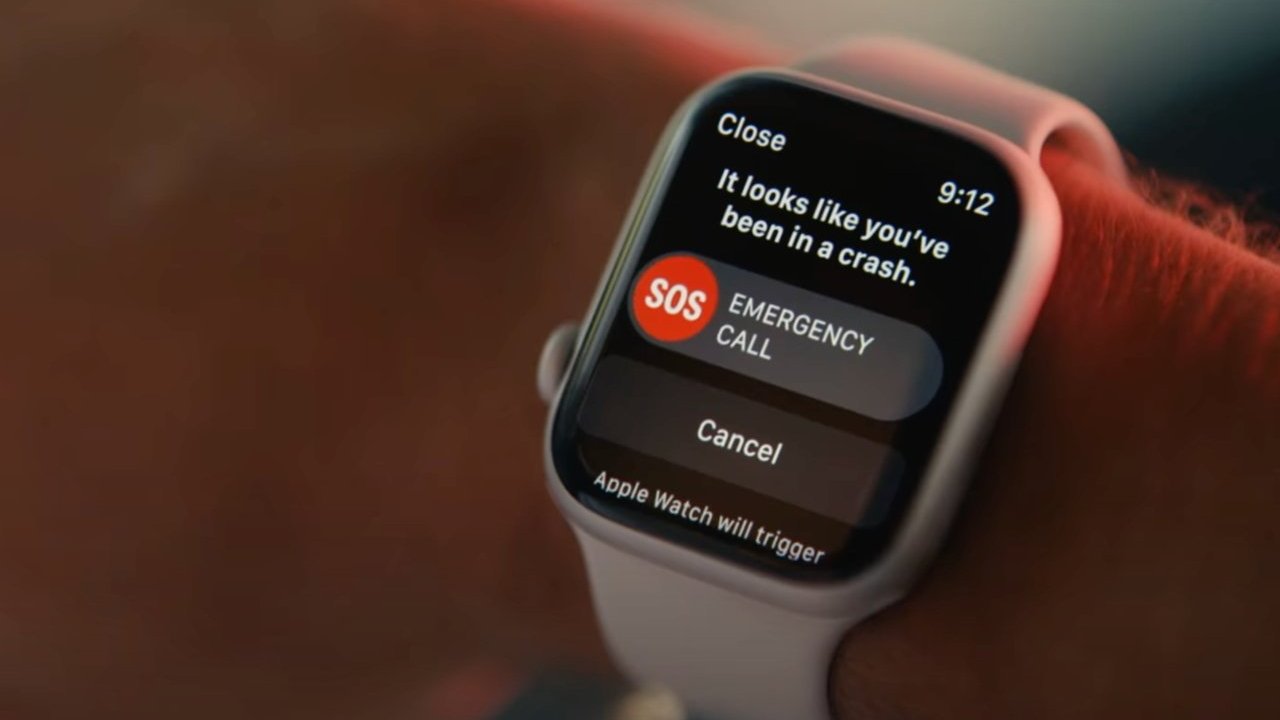 Close
9:12
It looks like you've
been in a crash.
SOS
EMERGENCY
CALL
Cancel
Apple Watch will trigger